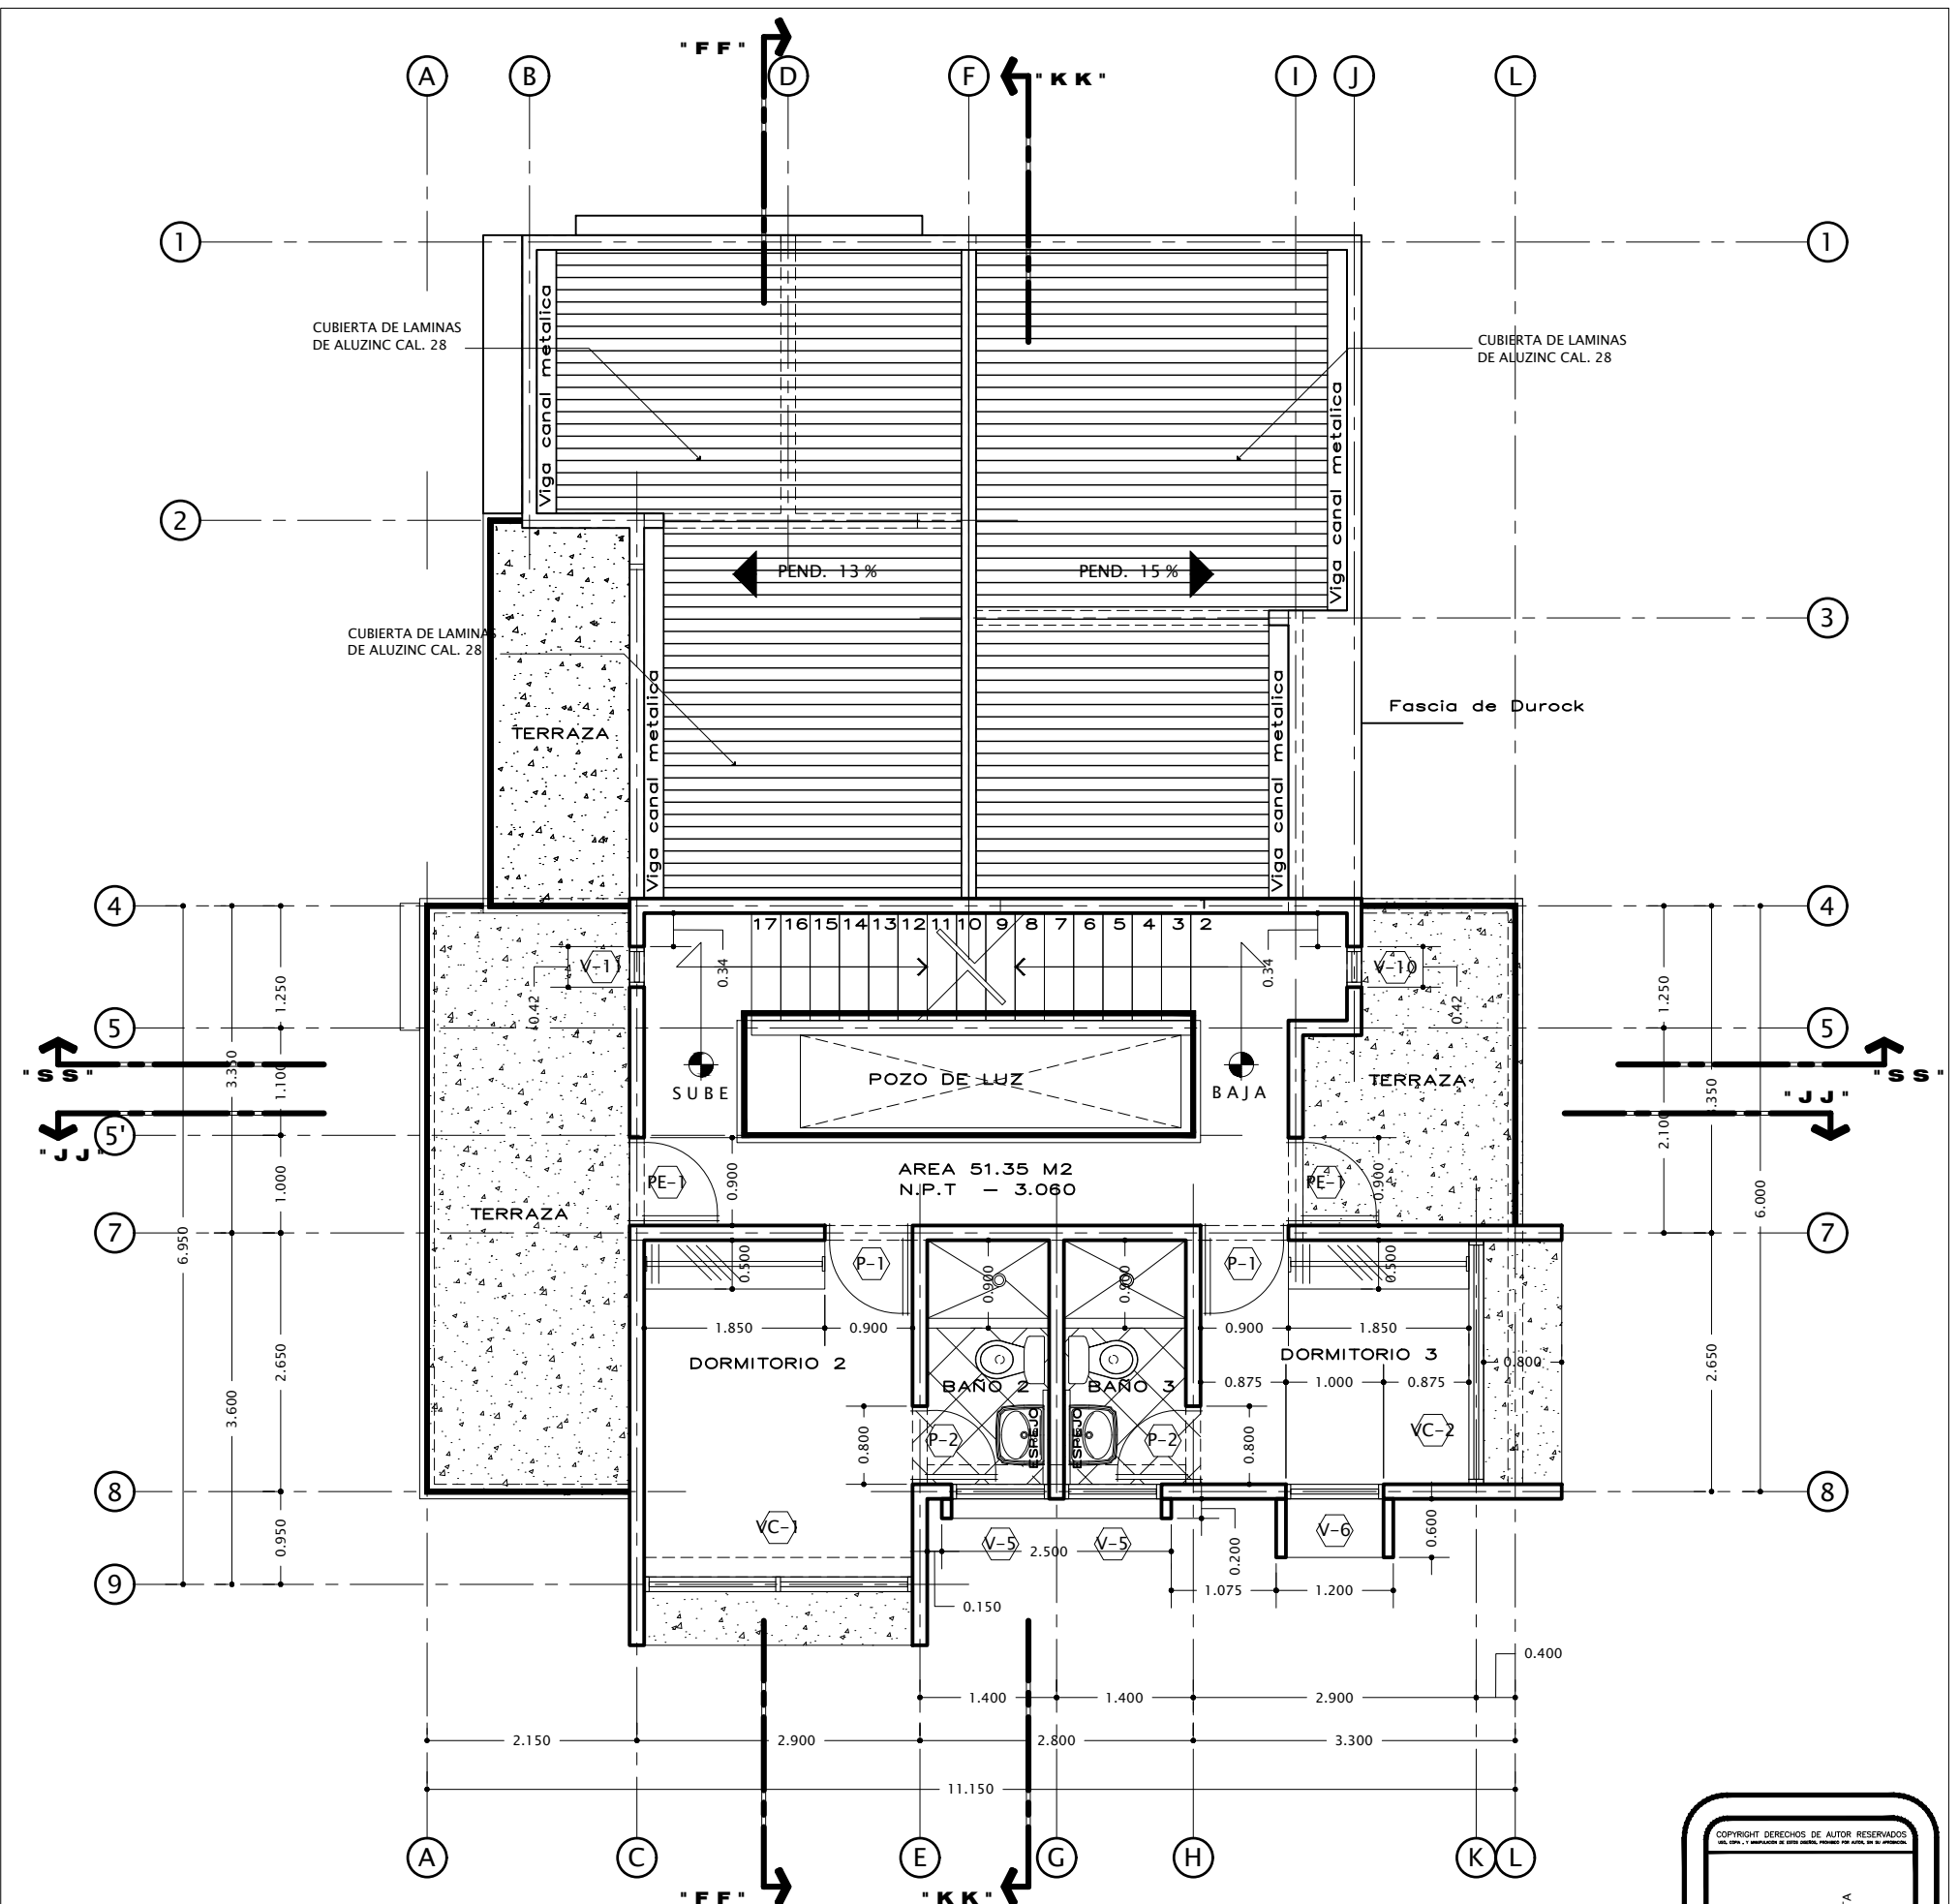 "FF"
A
B
D
F
"KK"
I
J
L
1
1
Viga canal metalica
CUBIERTA DE LAMINAS
DE ALUZINC CAL. 28
CUBIERTA DE LAMINAS
DE ALUZINC CAL. 28
Viga canal metalica
2
PEND. 13 %
PEND. 15 %
3
CUBIERTA DE LAMINAS
DE ALUZINC CAL. 28
TERRAZA
Viga canal metalica
Viga canal metalica
Fascia de Durock
4
4
17 16 15 14 13 12 11 10 9 8 7 6 5 4 3 2
1
V-11
0.34
0.34
V-10
0.42
0.42
1.250
1.250
5
5
"SS"
3.350
1.100
SUBE
POZO DE LUZ
BAJA
TERRAZA
2.100
3.350
"SS"
"JJ"
"JJ"
5'
AREA 51.35 M2
N.P.T - 3.060
PE-1
0.900
PE-1
0.900
1.000
TERRAZA
6.000
6.950
7
7
0.500
P-1
0.900
0.900
P-1
0.500
1.850
0.900
0.900
1.850
DORMITORIO 2
DORMITORIO 3
0.800
2.650
2.650
3.600
BAÑO 2
BAÑO 3
0.875
1.000
0.875
0.800
P-2
ESPEJO
ESPEJO
P-2
0.800
VC-2
8
8
VC-1
V-5
V-5
2.500
0.200
V-6
0.600
0.950
9
0.150
1.075
1.200
0.400
1.400
1.400
2.900
2.150
2.900
2.800
3.300
11.150
A
C
E
G
H
K
L
"FF"
"KK"
COPYRIGHT DERECHOS DE AUTOR RESERVADOS